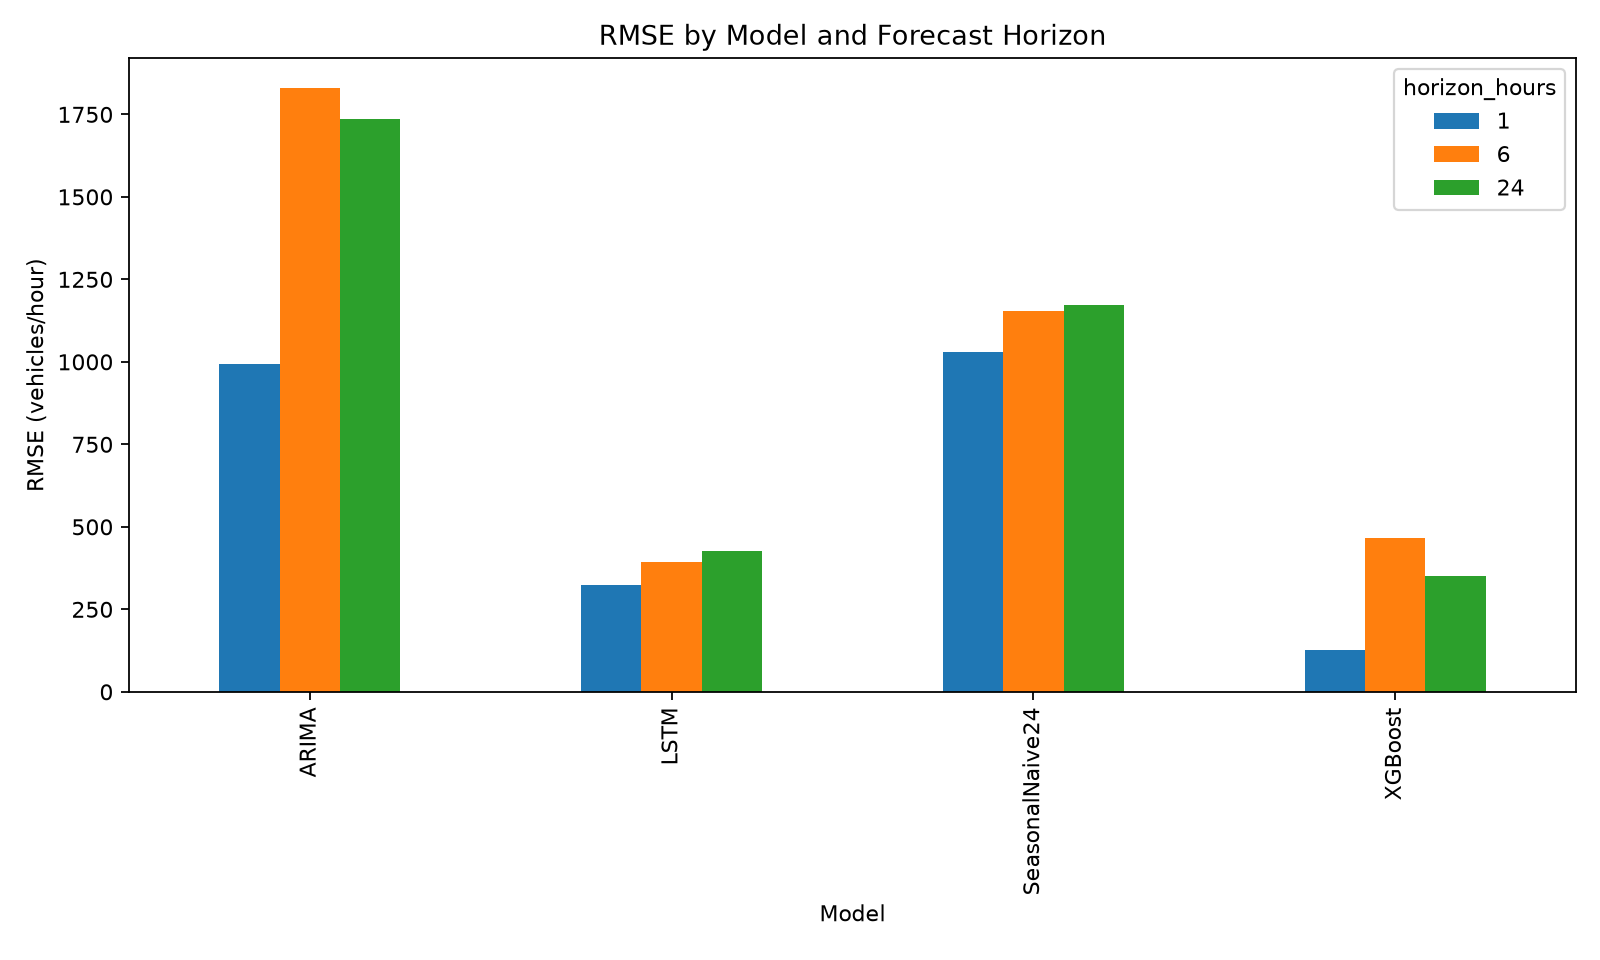 RMSE by Model and Forecast Horizon
horizon_hours
1
6
24
RMSE (vehicles/hour)
1750
1500
1250
1000
750
500
250
0
ARIMA
LSTM
SeasonalNaive24
XGBoost
Model